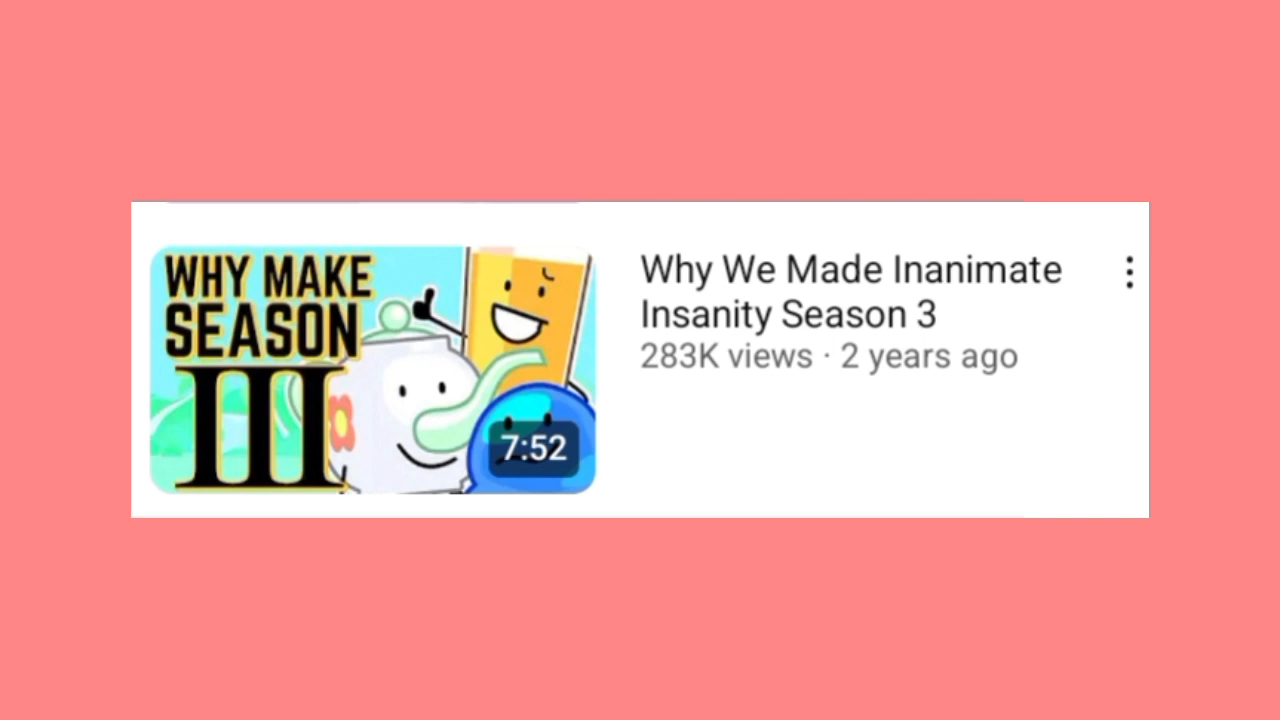 WHY MAKE
SEASON
III
7:52
Why We Made Inanimate
Insanity Season 3
283K views · 2 years ago